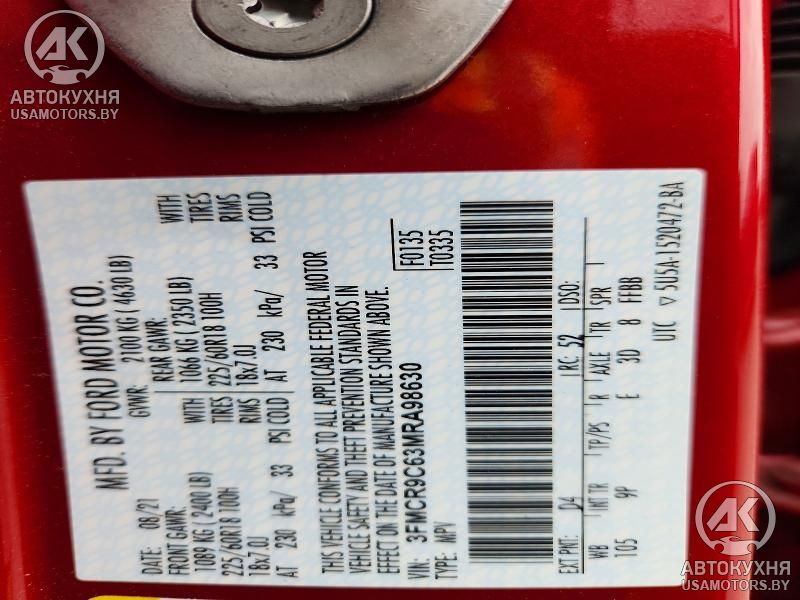 АК
АВТОКУХНЯ
USAMOTORS.BY
MFD. BY FORD MOTOR CO.
DATE: 08/21 GVWR: 2100 KG ( 4630 LB)
FRONT GAWR: REAR GAWR:
1089 KG ( 2400 LB) WITH 1066 KG ( 2350 LB) WITH
225/60R18 100H TIRES 225/60R18 100H TIRES
18x7.0J RIMS 18x7.0J RIMS
AT 230 kPa/ 33 PSI COLD AT 230 kPa/ 33 PSI COLD
THIS VEHICLE CONFORMS TO ALL APPLICABLE FEDERAL MOTOR
VEHICLE SAFETY AND THEFT PREVENTION STANDARDS IN
EFFECT ON THE DATE OF MANUFACTURE SHOWN ABOVE.
VIN: 3FMCR9C63MRA98630 F0135
TYPE: MPV T0335
EXT PNT: D4 RC: 52 DSO:
WB INT TR TP/PS R AXLE TR SPR
105 9P E 3D 8 FFBB
UTC ▽ 5U5A-1520472-BA
АК
АВТОКУХНЯ
USAMOTORS.BY